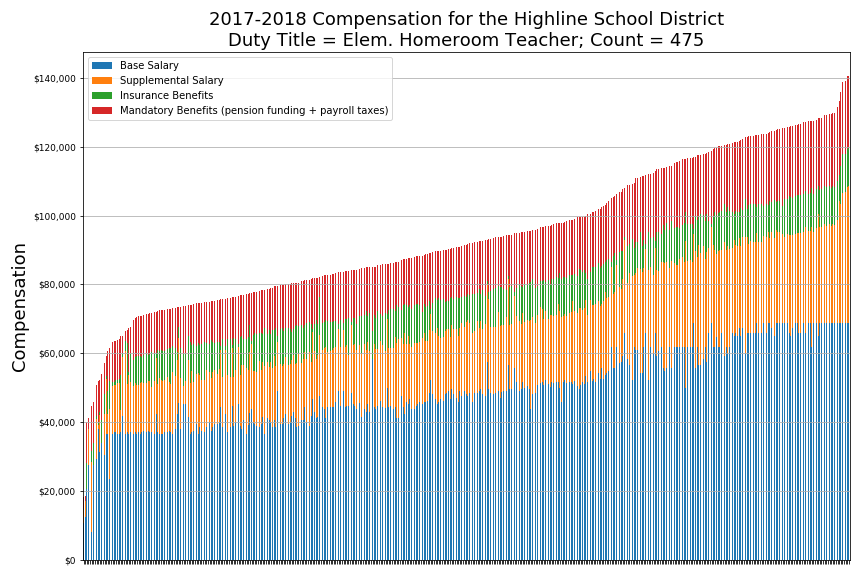 2017-2018 Compensation for the Highline School District
Duty Title = Elem. Homeroom Teacher; Count = 475
Base Salary
Supplemental Salary
Insurance Benefits
Mandatory Benefits (pension funding + payroll taxes)
Compensation
$140,000
$120,000
$100,000
$80,000
$60,000
$40,000
$20,000
$0